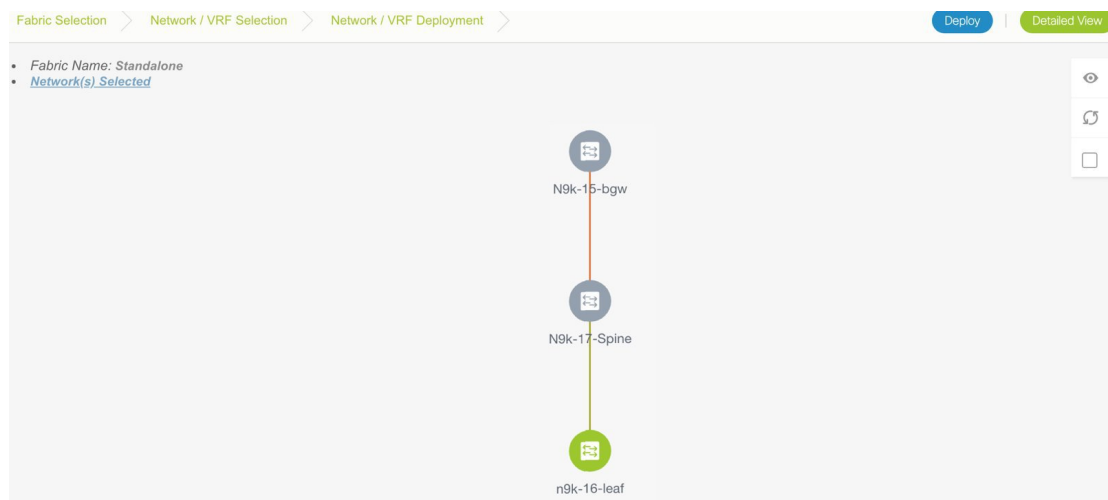 Fabric Selection Network / VRF Selection Network / VRF Deployment Deploy Detailed View
• Fabric Name: Standalone
• Network(s) Selected
N9k-15-bgw
N9k-17-Spine
n9k-16-leaf